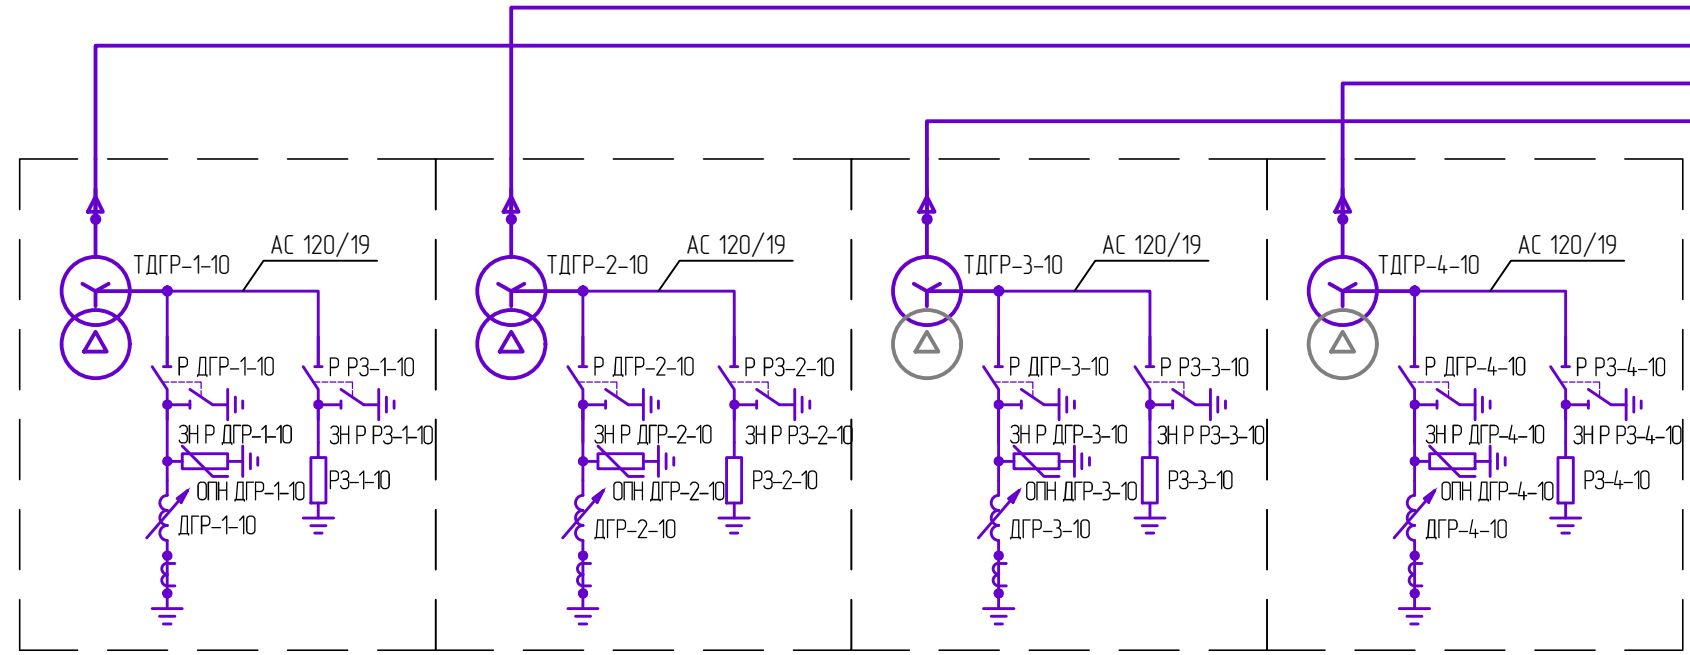 АС 120/19
ТДГР-1-10
Р ДГР-1-10
Р РЗ-1-10
ЗН Р ДГР-1-10
ЗН Р РЗ-1-10
РЗ-1-10
ОПН ДГР-1-10
ДГР-1-10
АС 120/19
ТДГР-2-10
Р ДГР-2-10
Р РЗ-2-10
ЗН Р ДГР-2-10
ЗН Р РЗ-2-10
РЗ-2-10
ОПН ДГР-2-10
ДГР-2-10
АС 120/19
ТДГР-3-10
Р ДГР-3-10
Р РЗ-3-10
ЗН Р ДГР-3-10
ЗН Р РЗ-3-10
РЗ-3-10
ОПН ДГР-3-10
ДГР-3-10
АС 120/19
ТДГР-4-10
Р ДГР-4-10
Р РЗ-4-10
ЗН Р ДГР-4-10
ЗН Р РЗ-4-10
РЗ-4-10
ОПН ДГР-4-10
ДГР-4-10